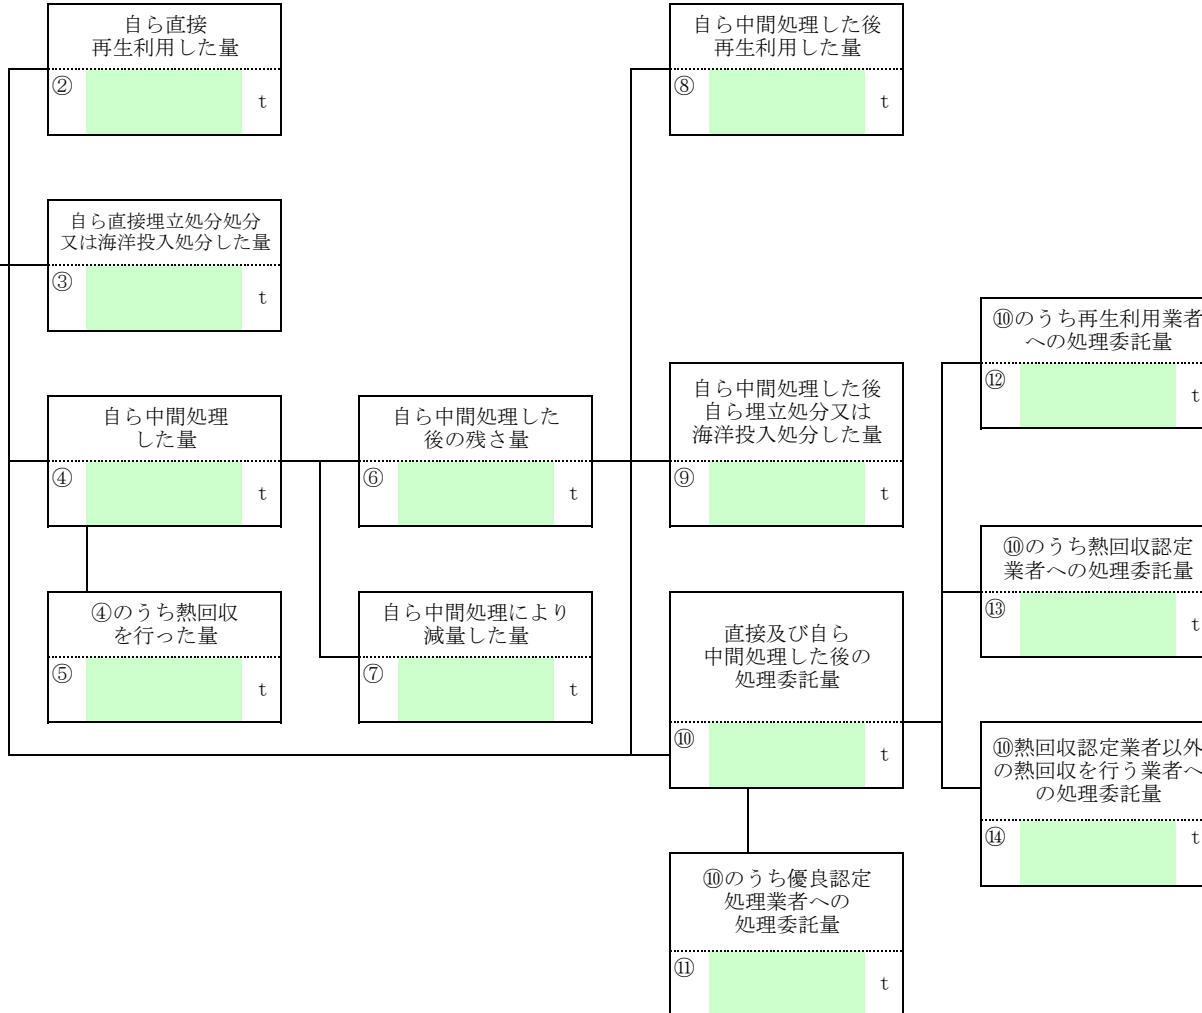 自ら直接
再生利用した量
②
t
自ら中間処理した後
再生利用した量
⑧
t
自ら直接埋立処分処分
又は海洋投入処分した量
③
t
⑩のうち再生利用業者
への処理委託量
⑫
t
自ら中間処理
した量
④
t
自ら中間処理した
後の残さ量
⑥
t
自ら中間処理した後
自ら埋立処分又は
海洋投入処分した量
⑨
t
⑩のうち熱回収認定
業者への処理委託量
⑬
t
④のうち熱回収
を行った量
⑤
t
自ら中間処理により
減量した量
⑦
t
直接及び自ら
中間処理した後の
処理委託量
⑩
t
⑩熱回収認定業者以外
の熱回収を行う業者へ
の処理委託量
⑭
t
⑩のうち優良認定
処理業者への
処理委託量
⑪
t